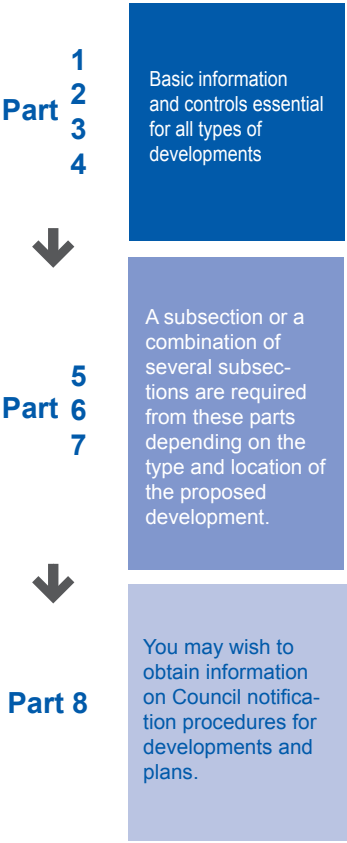 1
Part 2
3
4
Basic information
and controls essential
for all types of
developments
5
Part 6
7
A subsection or a
combination of
several subsec-
tions are required
from these parts
depending on the
type and location of
the proposed
development.
Part 8
You may wish to
obtain information
on Council notifica-
tion procedures for
developments and
plans.